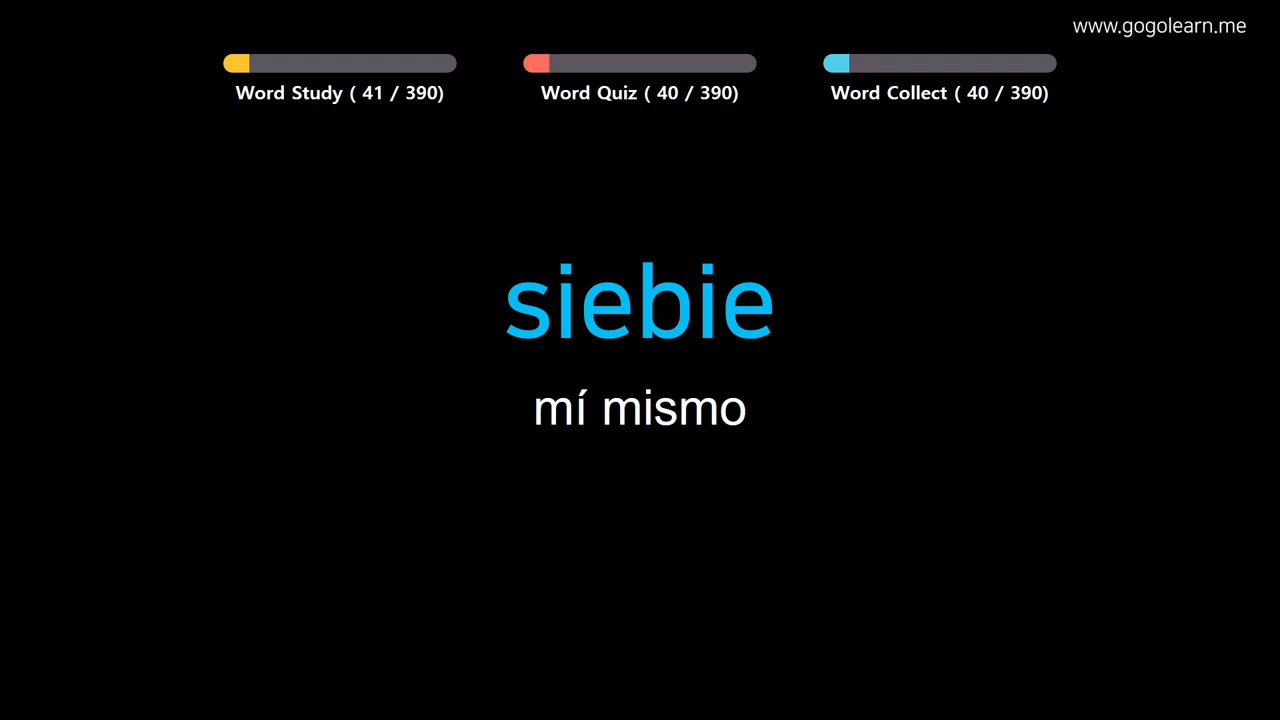 www.gogolearn.me
Word Study ( 41 / 390)
Word Quiz ( 40 / 390)
Word Collect ( 40 / 390)
siebie
mí mismo